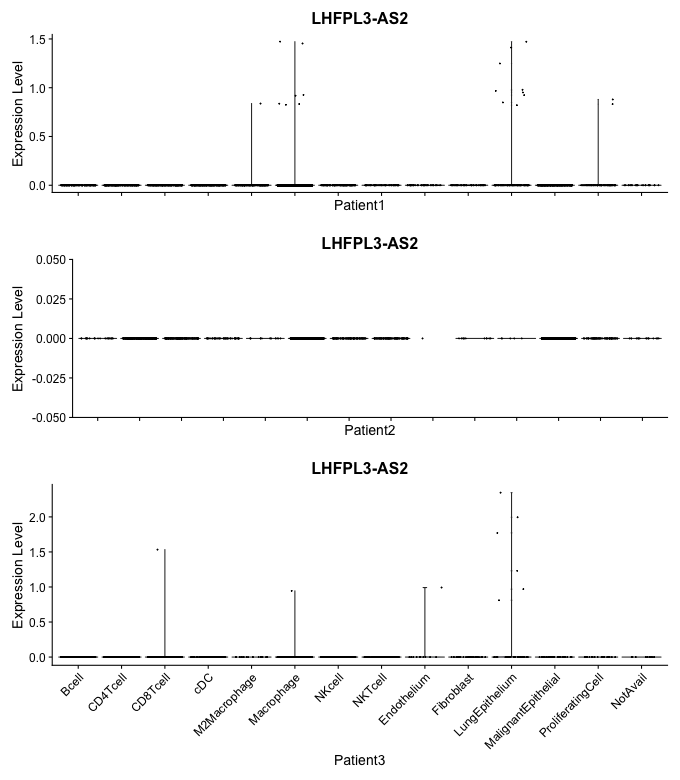 LHFPL3-AS2
Expression Level
1.5
1.0
0.5
0.0
Patient1
LHFPL3-AS2
Expression Level
0.050
0.025
0.000
-0.025
-0.050
Patient2
LHFPL3-AS2
Expression Level
2.0
1.5
1.0
0.5
0.0
Bcell
CD4Tcell
CD8Tcell
cDC
M2Macrophage
Macrophage
NKcell
NKTcell
Endothelium
Fibroblast
LungEpithelium
MalignantEpithelial
ProliferatingCell
NotAvail
Patient3